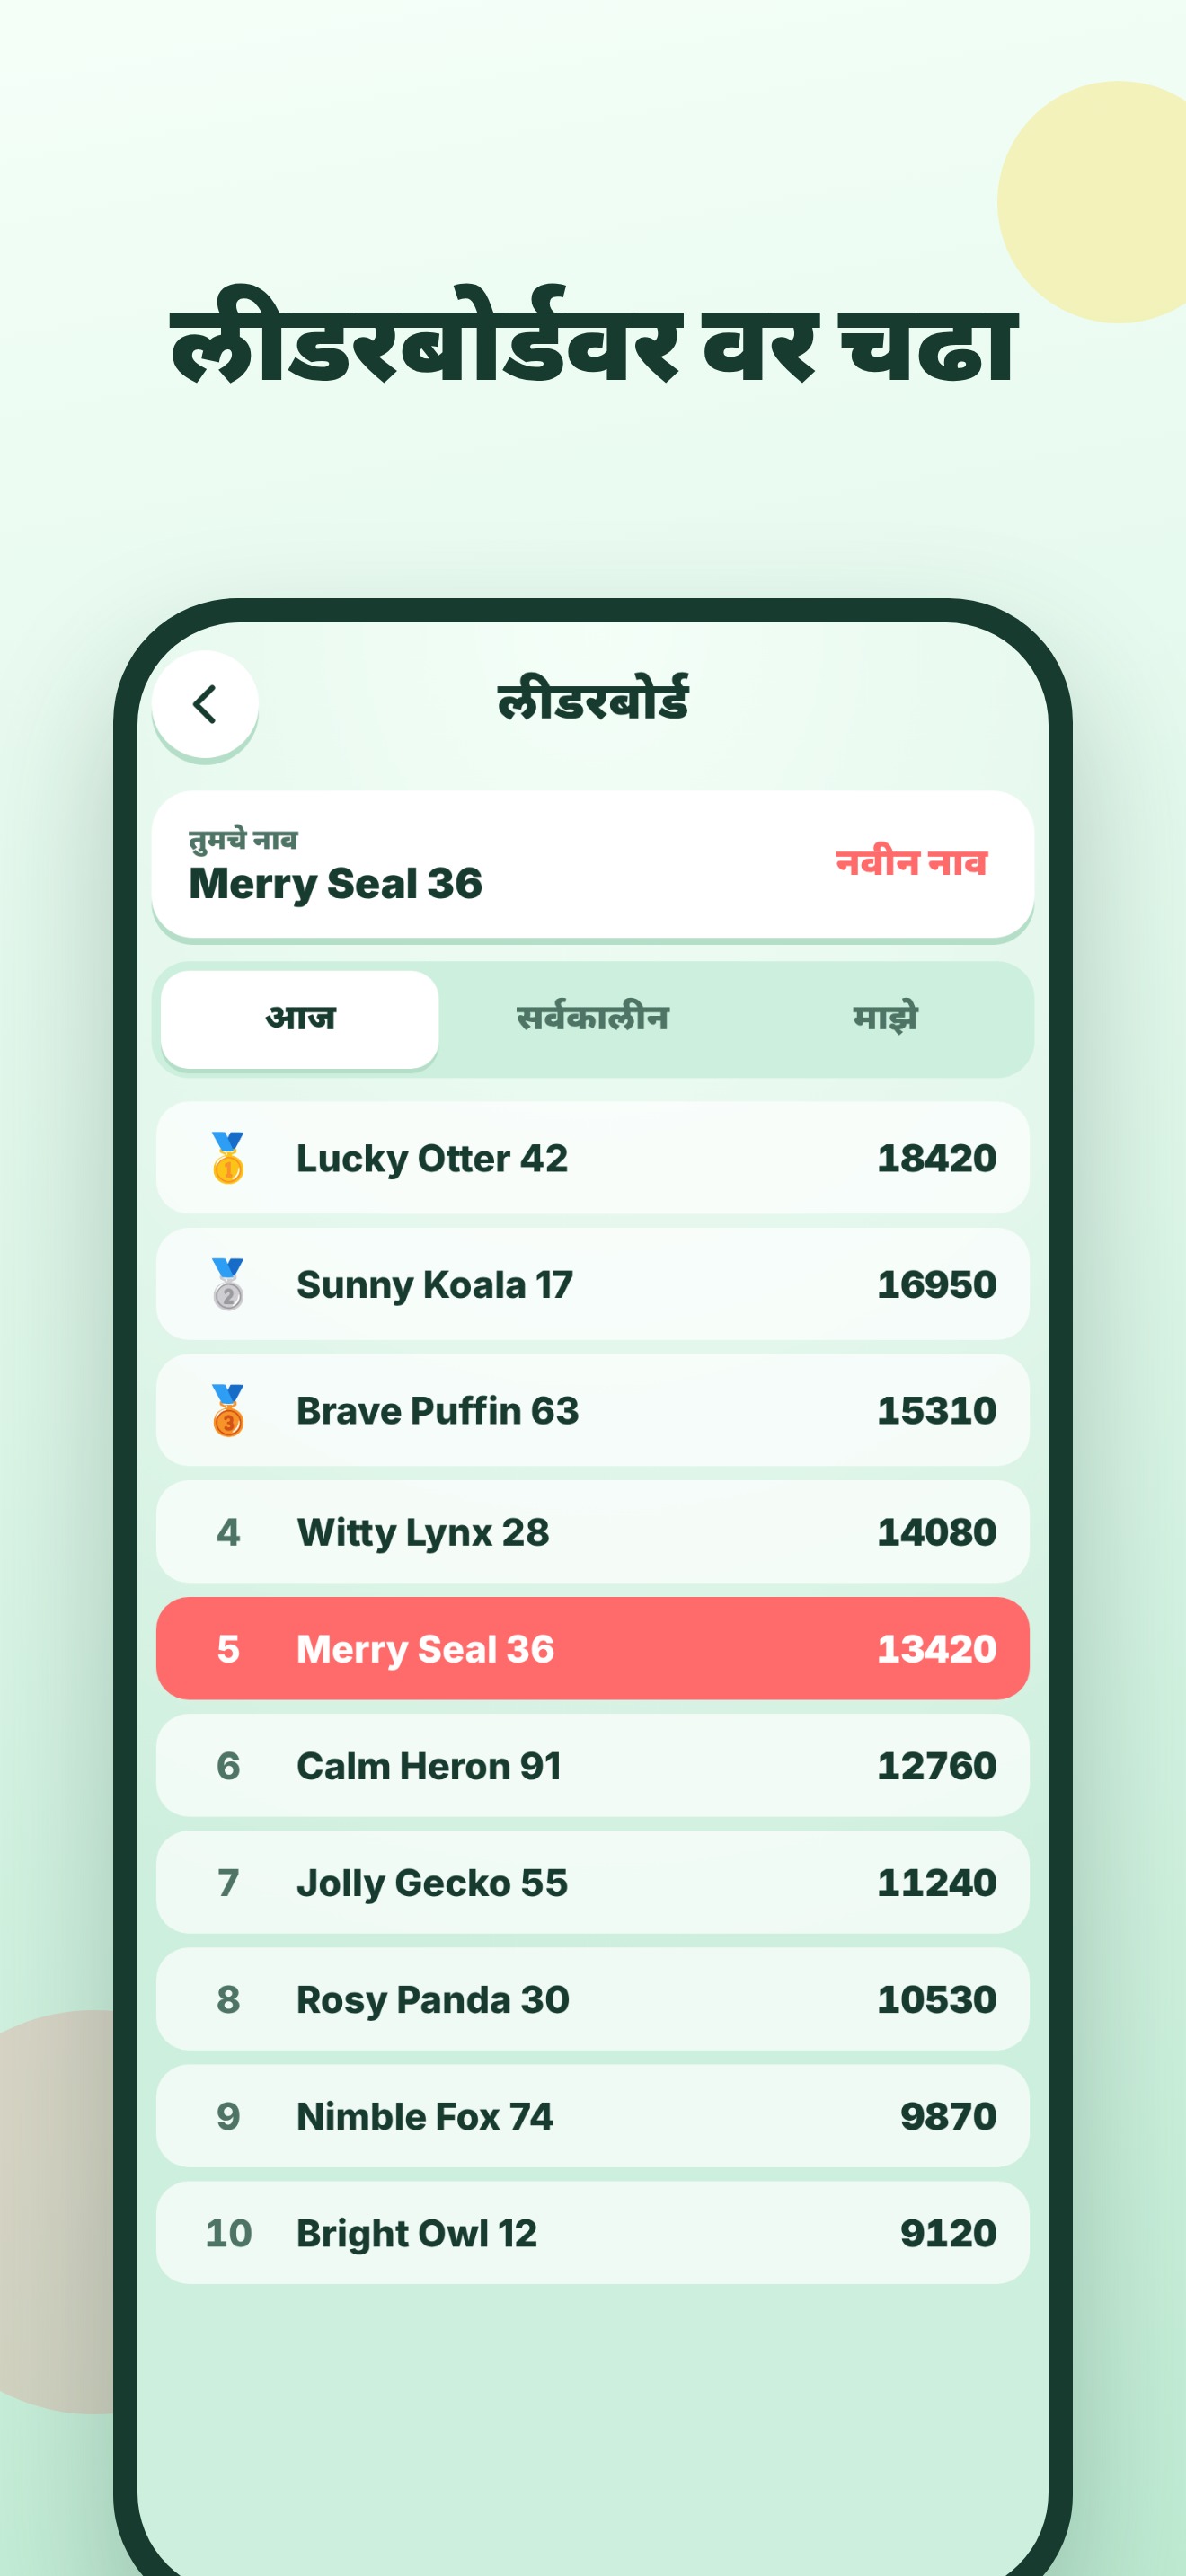 लीडरबोर्डवर वर चढा
लीडरबोर्ड
तुमचे नाव
Merry Seal 36
नवीन नाव
आज सर्वकालीन माझे
1 Lucky Otter 42 18420
2 Sunny Koala 17 16950
3 Brave Puffin 63 15310
4 Witty Lynx 28 14080
5 Merry Seal 36 13420
6 Calm Heron 91 12760
7 Jolly Gecko 55 11240
8 Rosy Panda 30 10530
9 Nimble Fox 74 9870
10 Bright Owl 12 9120